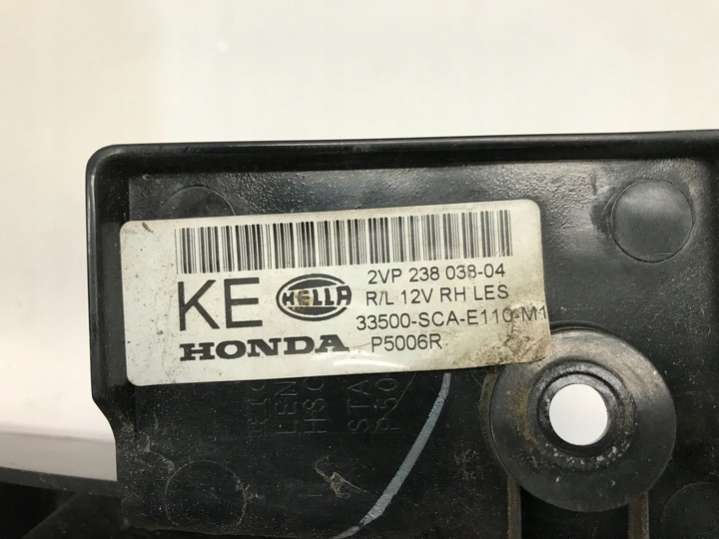 2VP 238 038-04
KE HELLA R/L 12V RH LES
33500-SCA-E110-M1
HONDA P5006R